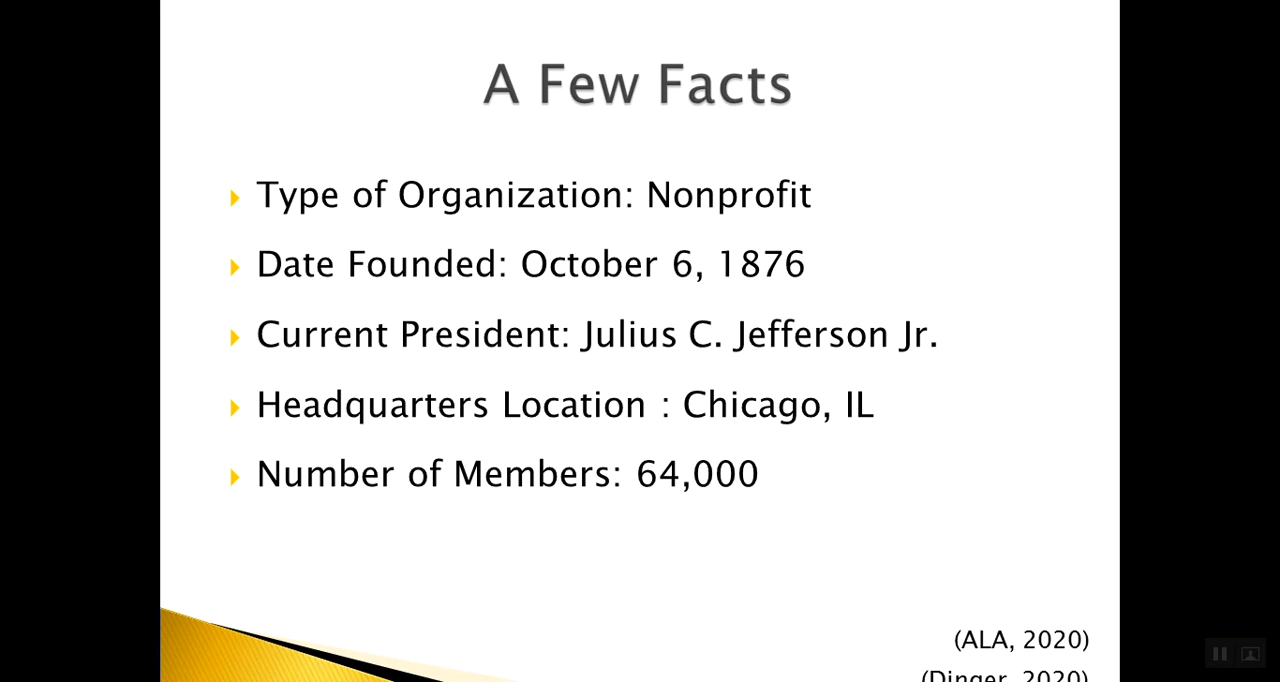 A Few Facts
Type of Organization: Nonprofit
Date Founded: October 6, 1876
Current President: Julius C. Jefferson Jr.
Headquarters Location : Chicago, IL
Number of Members: 64,000
(ALA, 2020)
(Dinger, 2020)